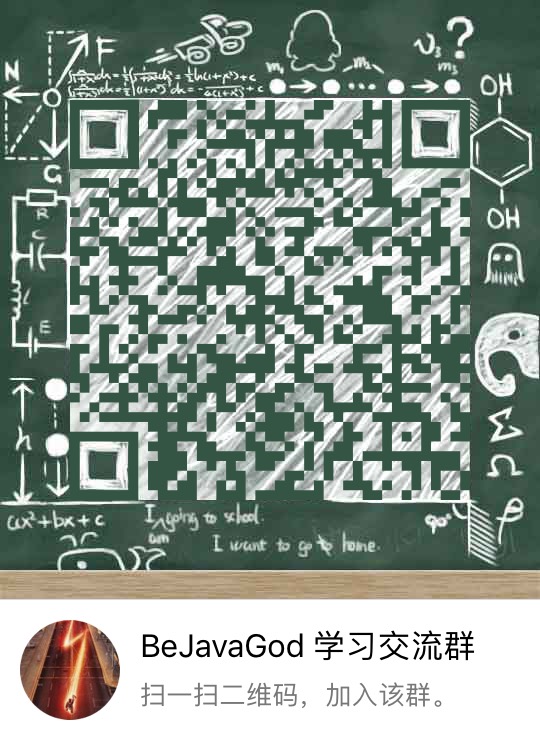 F
υ₃ ?
N
m₁
m₂
m₃
OH
G
R
C
OH
L
E
h
ax²+bx+c
I going to school.
am
90°
β
Σ
Ω
I want to go to home.
BeJavaGod 学习交流群
扫一扫二维码，加入该群。